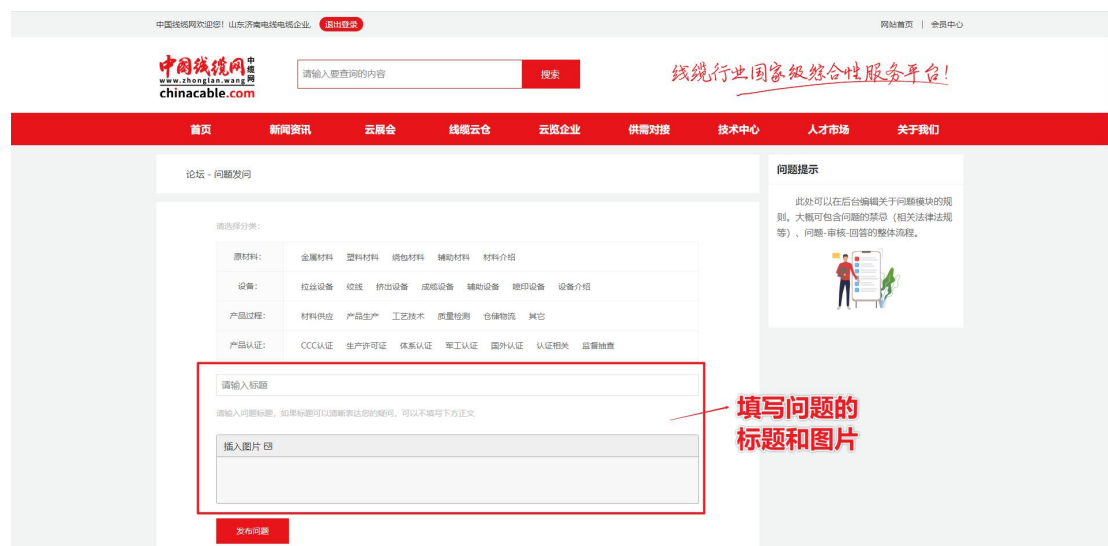 中国线缆网欢迎您！山东济南电线电缆企业 退出登录 网站首页 | 会员中心
中国线缆网 中缆网
www.zhonglan.wang
chinacable.com
请输入要查询的内容 搜索
线缆行业国家级综合性服务平台！
首页 新闻资讯 云展会 线缆云仓 云览企业 供需对接 技术中心 人才市场 关于我们
论坛 - 问题发问
请选择分类：
原材料： 金属材料 塑料材料 绕包材料 辅助材料 材料介绍
设备： 拉丝设备 绞线 挤出设备 成缆设备 辅助设备 喷印设备 设备介绍
产品过程： 材料供应 产品生产 工艺技术 质量检测 仓储物流 其它
产品认证： CCC认证 生产许可证 体系认证 军工认证 国外认证 认证相关 监督抽查
请输入标题
请输入问题标题，如果标题可以清晰表达您的疑问，可以不填写下方正文
插入图片
发布问题
填写问题的
标题和图片
问题提示
此处可以在后台编辑关于问题模块的规
则。大概可包含问题的禁忌（相关法律法规
等）、问题-审核-回答的整体流程。